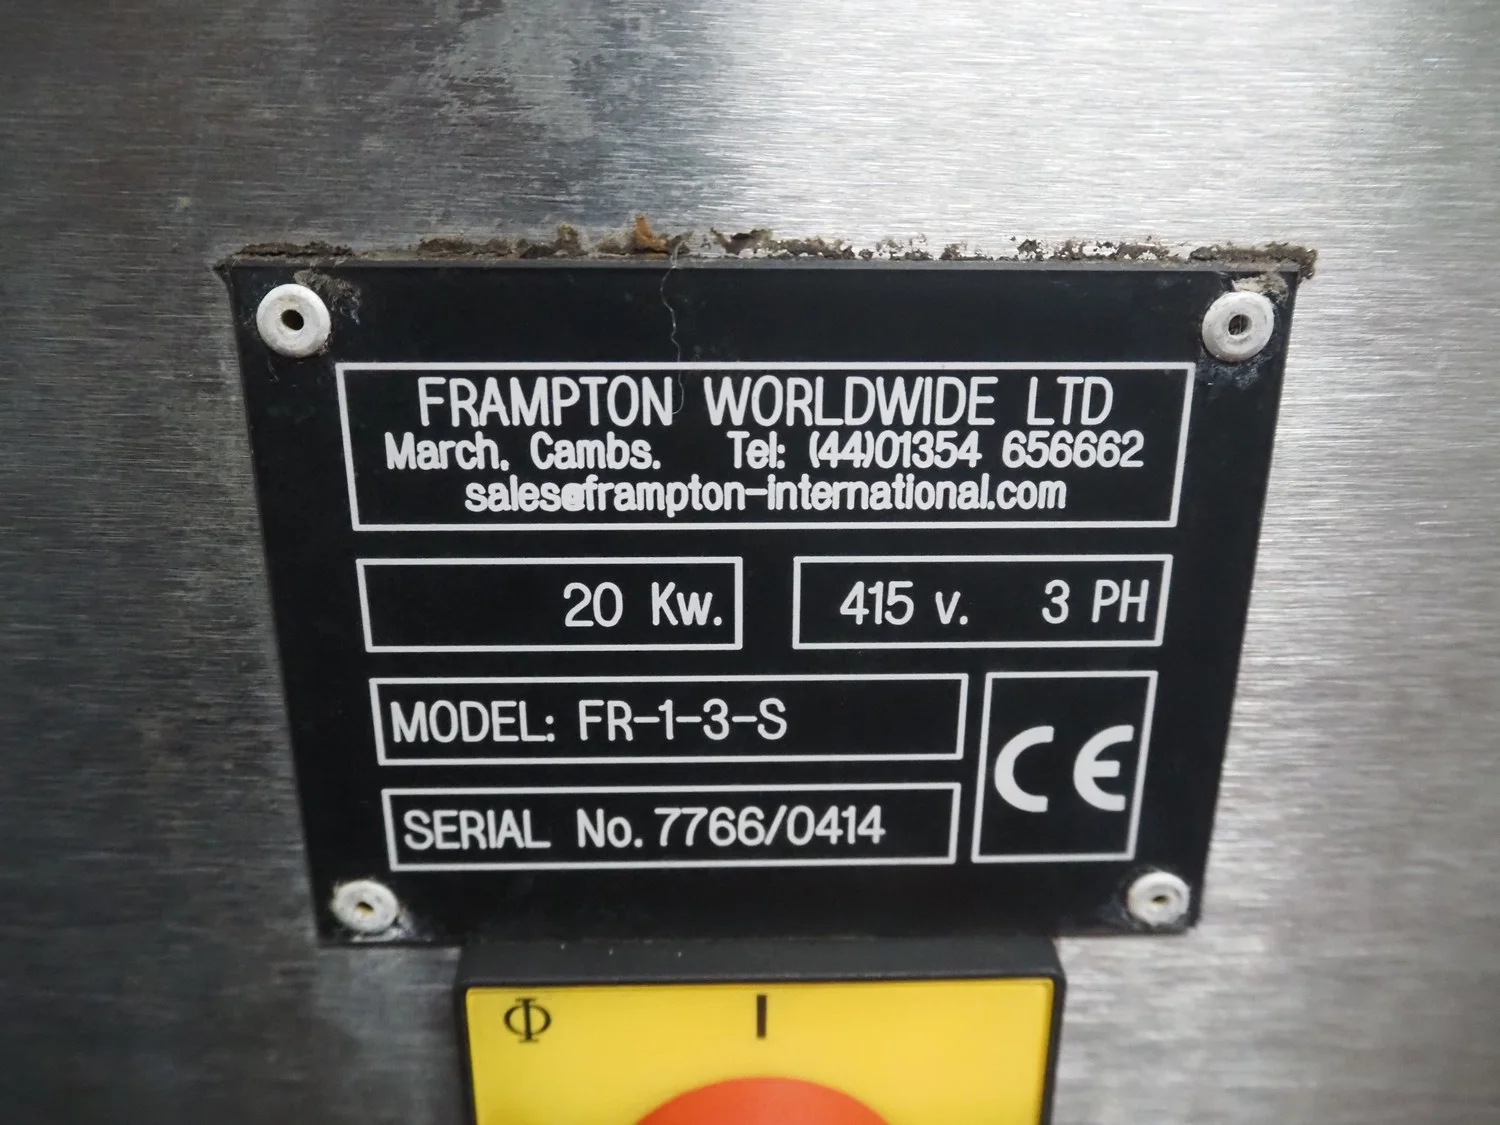 FRAMPTON WORLDWIDE LTD
March. Cambs. Tel: (44)01354 656662
sales@frampton-international.com
20 Kw.
415 v. 3 PH
MODEL: FR-1-3-S
SERIAL No. 7766/0414
CE
Φ I